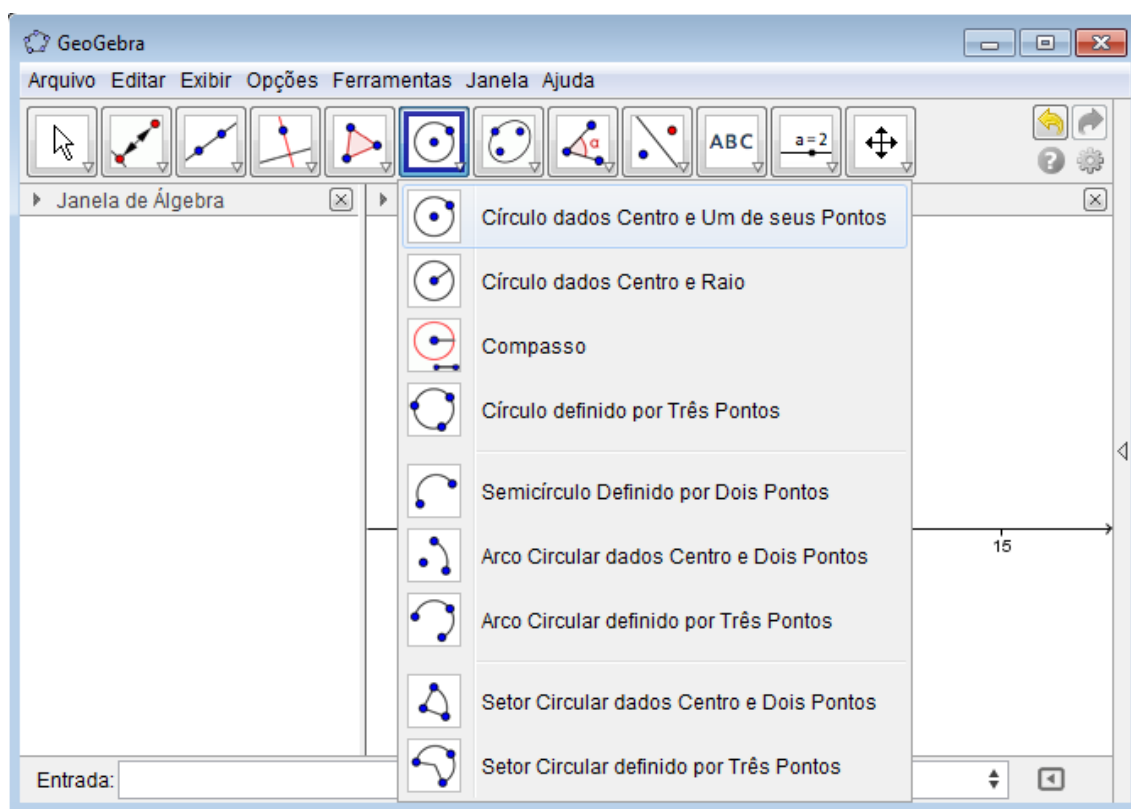 GeoGebra
Arquivo Editar Exibir Opções Ferramentas Janela Ajuda
ABC
a=2
α
Janela de Álgebra
Círculo dados Centro e Um de seus Pontos
Círculo dados Centro e Raio
Compasso
Círculo definido por Três Pontos
Semicírculo Definido por Dois Pontos
Arco Circular dados Centro e Dois Pontos
15
Arco Circular definido por Três Pontos
Setor Circular dados Centro e Dois Pontos
Setor Circular definido por Três Pontos
Entrada: